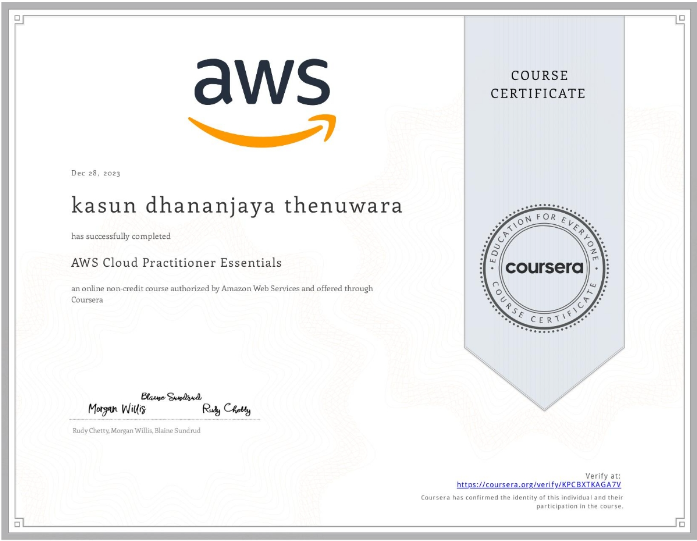 aws
COURSE
CERTIFICATE
Dec 28, 2023
kasun dhananjaya thenuwara
has successfully completed
AWS Cloud Practitioner Essentials
an online non-credit course authorized by Amazon Web Services and offered through
Coursera
EDUCATION FOR EVERYONE
coursera
COURSE CERTIFICATE
Blaine Sundrud
Morgan Willis
Rudy Chetty
Rudy Chetty, Morgan Willis, Blaine Sundrud
Verify at:
https://coursera.org/verify/KPCBXTKAGA7V
Coursera has confirmed the identity of this individual and their
participation in the course.